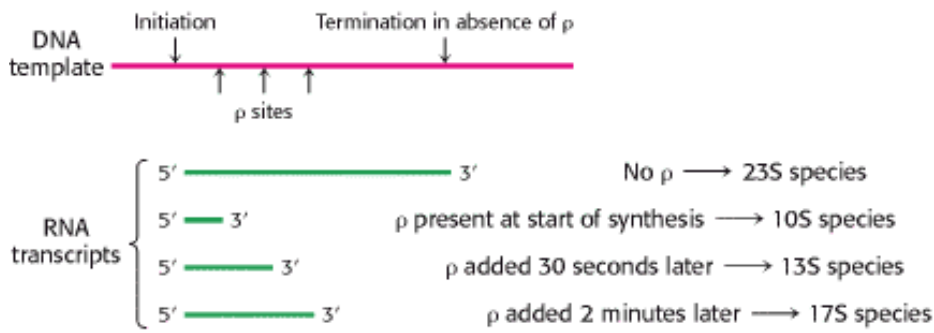 Initiation
Termination in absence of ρ
DNA
template
ρ sites
5′ 3′ No ρ → 23S species
5′ 3′ ρ present at start of synthesis → 10S species
RNA
transcripts
5′ 3′ ρ added 30 seconds later → 13S species
5′ 3′ ρ added 2 minutes later → 17S species